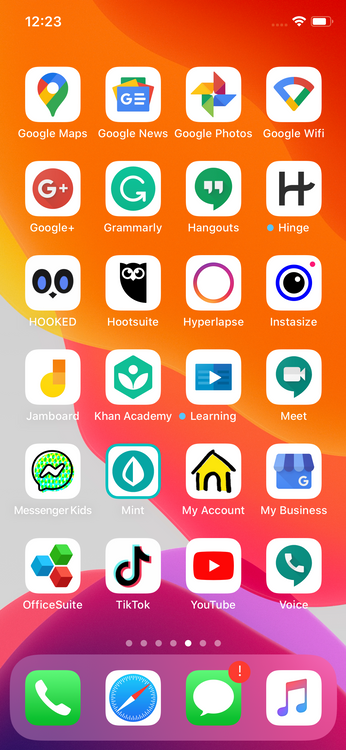 12:23
Google Maps
Google News
Google Photos
Google Wifi
G+
Google+
Grammarly
Hangouts
Hinge
HOOKED
Hootsuite
Hyperlapse
Instasize
Jamboard
Khan Academy
Learning
Meet
Messenger Kids
Mint
My Account
My Business
OfficeSuite
TikTok
YouTube
Voice
!